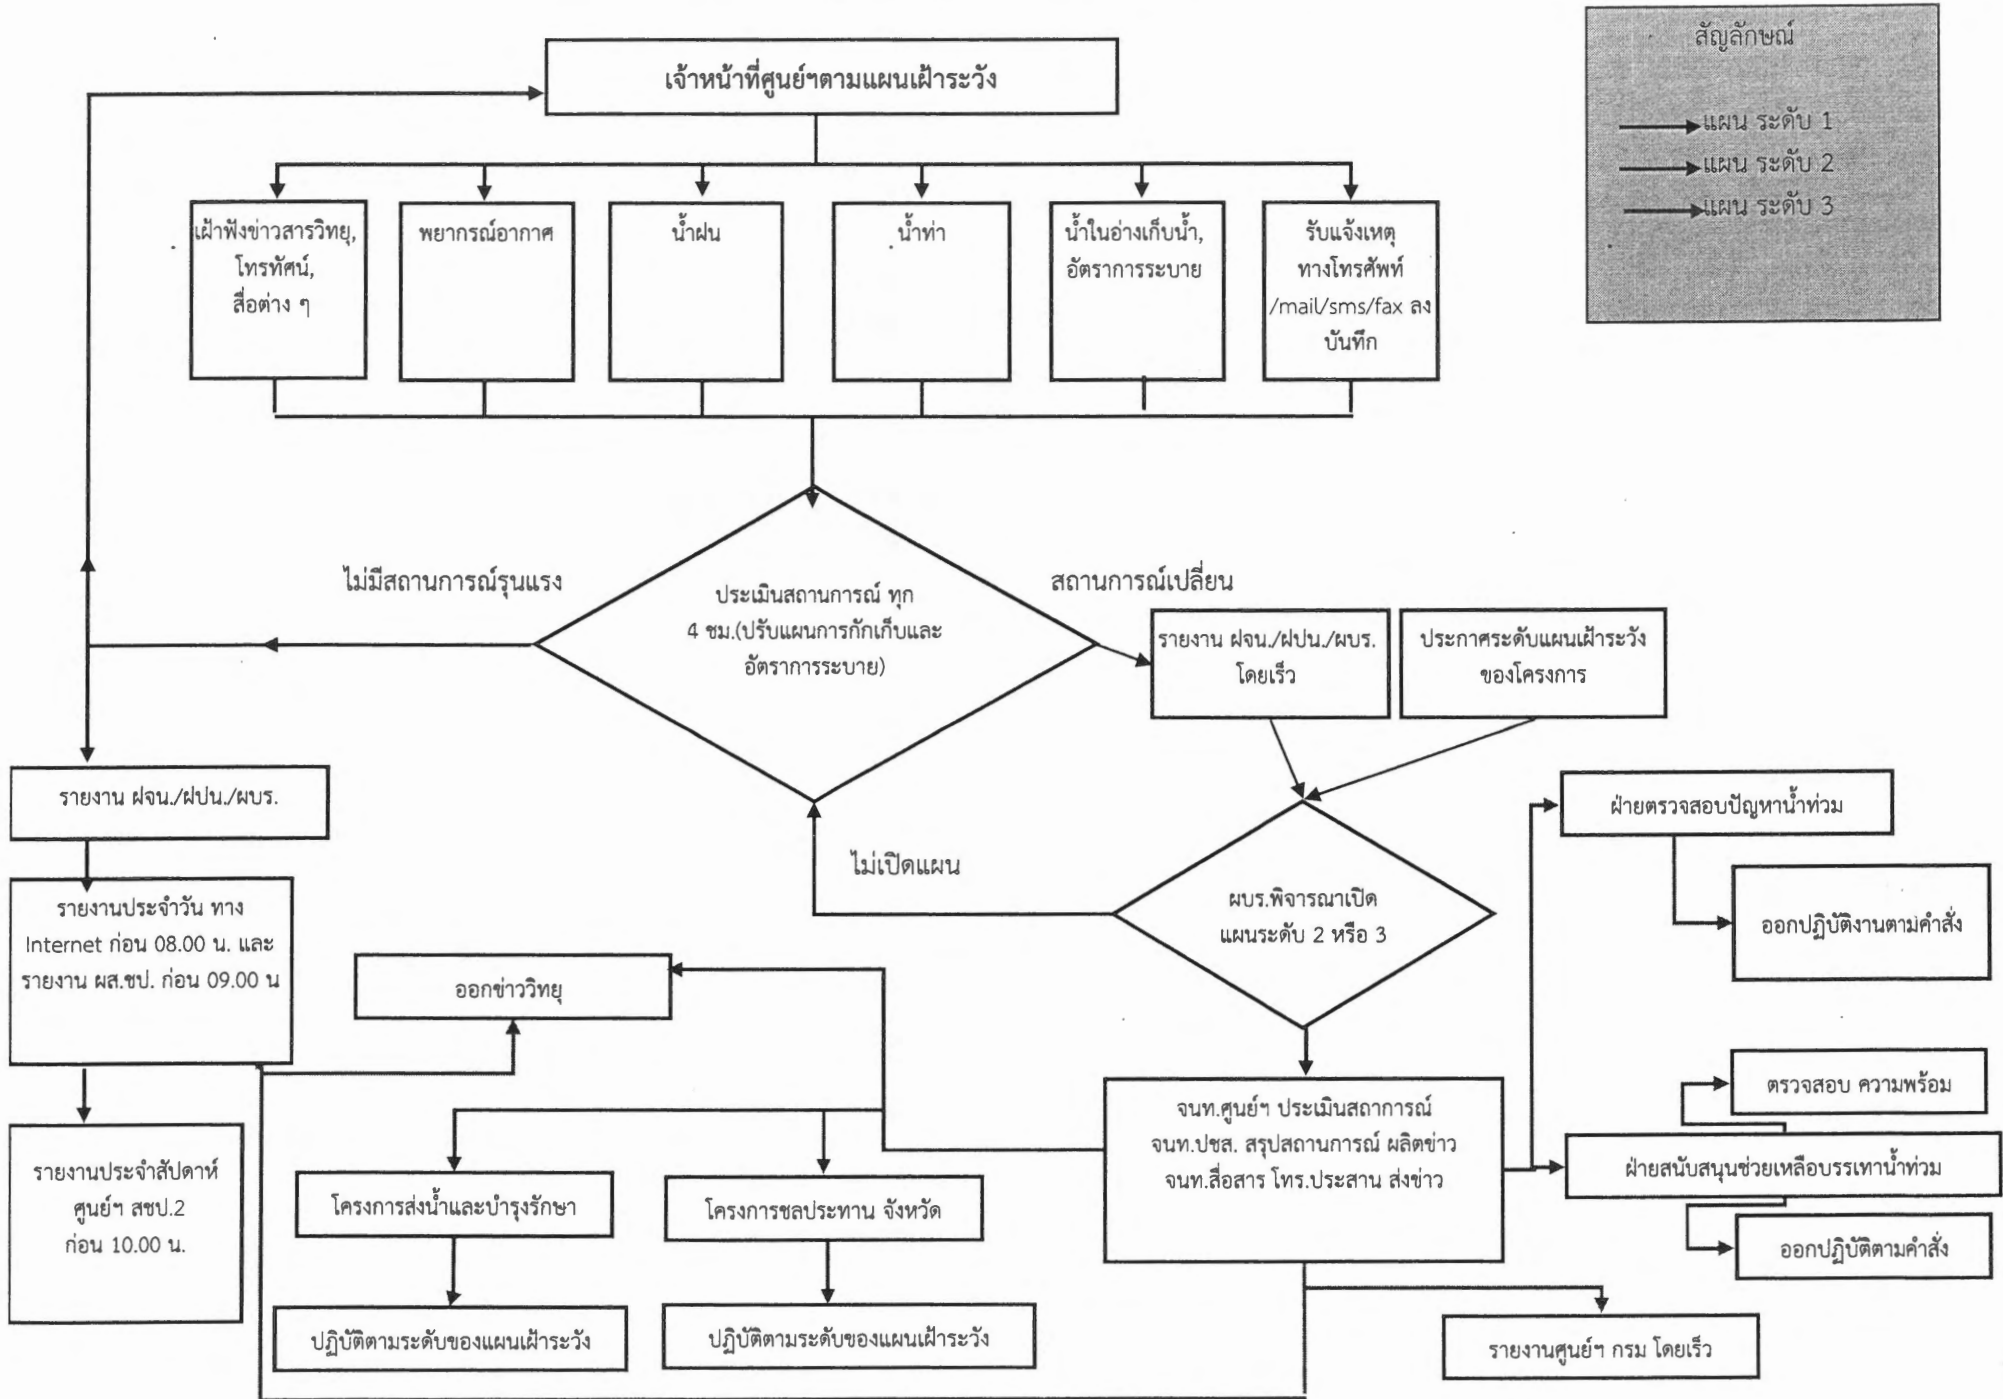 สัญลักษณ์
แผน ระดับ 1
แผน ระดับ 2
แผน ระดับ 3
เจ้าหน้าที่ศูนย์ฯตามแผนเฝ้าระวัง
เฝ้าฟังข่าวสารวิทยุ,
โทรทัศน์,
สื่อต่าง ๆ
พยากรณ์อากาศ
น้ำฝน
น้ำท่า
น้ำในอ่างเก็บน้ำ,
อัตราการระบาย
รับแจ้งเหตุ
ทางโทรศัพท์
/mail/sms/fax ลง
บันทึก
ไม่มีสถานการณ์รุนแรง
ประเมินสถานการณ์ ทุก
4 ชม.(ปรับแผนการกักเก็บและ
อัตราการระบาย)
สถานการณ์เปลี่ยน
รายงาน ฝจน./ฝปน./ผบร.
โดยเร็ว
ประกาศระดับแผนเฝ้าระวัง
ของโครงการ
รายงาน ฝจน./ฝปน./ผบร.
รายงานประจำวัน ทาง
Internet ก่อน 08.00 น. และ
รายงาน ผส.ชป. ก่อน 09.00 น
รายงานประจำสัปดาห์
ศูนย์ฯ สชป.2
ก่อน 10.00 น.
ไม่เปิดแผน
ผบร.พิจารณาเปิด
แผนระดับ 2 หรือ 3
ฝ่ายตรวจสอบปัญหาน้ำท่วม
ออกปฏิบัติงานตามคำสั่ง
ออกข่าววิทยุ
จนท.ศูนย์ฯ ประเมินสถาการณ์
จนท.ปชส. สรุปสถานการณ์ ผลิตข่าว
จนท.สื่อสาร โทร.ประสาน ส่งข่าว
ตรวจสอบ ความพร้อม
ฝ่ายสนับสนุนช่วยเหลือบรรเทาน้ำท่วม
ออกปฏิบัติตามคำสั่ง
โครงการส่งน้ำและบำรุงรักษา
โครงการชลประทาน จังหวัด
ปฏิบัติตามระดับของแผนเฝ้าระวัง
ปฏิบัติตามระดับของแผนเฝ้าระวัง
รายงานศูนย์ฯ กรม โดยเร็ว